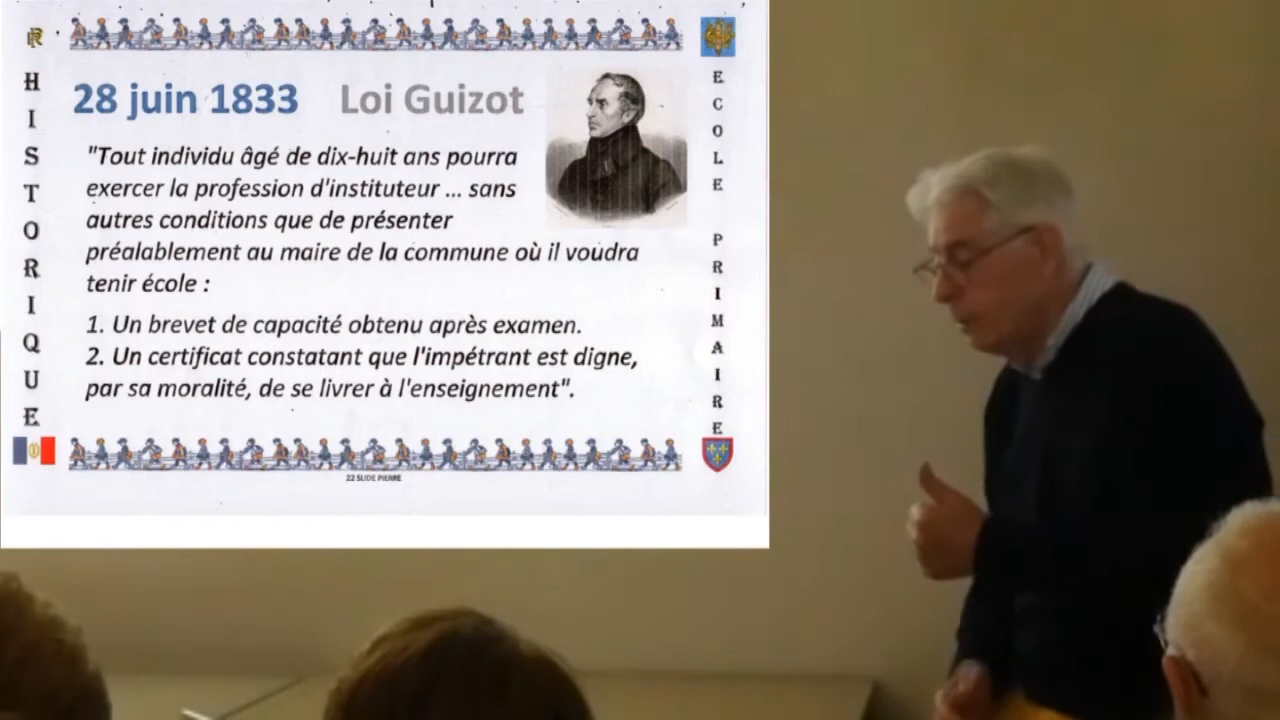 RF
HISTORIQUE
28 juin 1833 Loi Guizot
"Tout individu âgé de dix-huit ans pourra
exercer la profession d'instituteur ... sans
autres conditions que de présenter
préalablement au maire de la commune où il voudra
tenir école :
1. Un brevet de capacité obtenu après examen.
2. Un certificat constatant que l'impétrant est digne,
par sa moralité, de se livrer à l'enseignement".
ECOLE PRIMAIRE
22 SLIDE PIERRE